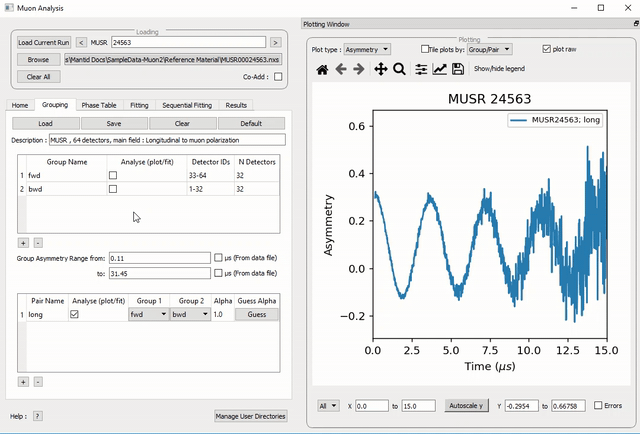 Muon Analysis
Loading
Load Current Run < MUSR 24563 >
Browse s\Mantid Docs\SampleData-Muon2\Reference Material\MUSR00024563.nxs
Clear All Co-Add :
Home Grouping Phase Table Fitting Sequential Fitting Results
Load Save Clear Default
Description : MUSR , 64 detectors, main field : Longitudinal to muon polarization
Group Name Analyse (plot/fit) Detector IDs N Detectors
1 fwd 33-64 32
2 bwd 1-32 32
+ -
Group Asymmetry Range from: 0.11 µs (From data file)
to: 31.45 µs (From data file)
Pair Name Analyse (plot/fit) Group 1 Group 2 Alpha Guess Alpha
1 long fwd bwd 1.0 Guess
+ -
Help : ? Manage User Directories
Plotting Window
Plotting
Plot type : Asymmetry Tile plots by: Group/Pair plot raw
Show/hide legend
MUSR 24563
MUSR24563; long
Asymmetry
0.6
0.4
0.2
0.0
−0.2
0.0 2.5 5.0 7.5 10.0 12.5 15.0
Time (μs)
All X 0.0 to 15.0 Autoscale y Y -0.2954 to 0.66758 Errors